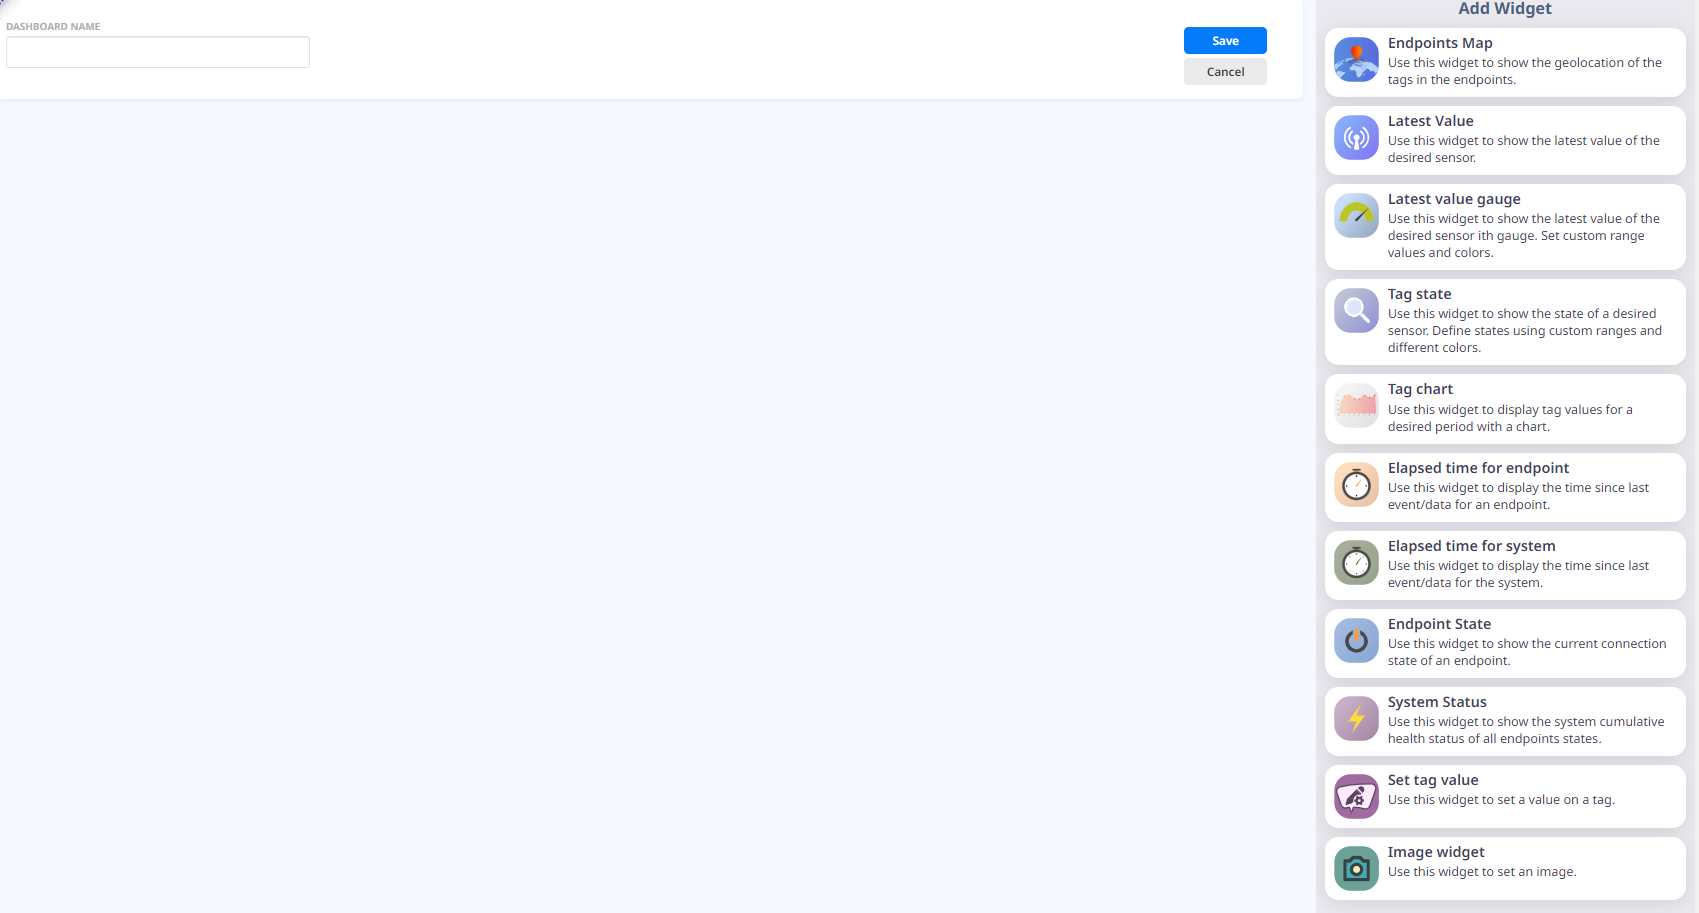 DASHBOARD NAME
Save
Cancel
Add Widget
Endpoints Map
Use this widget to show the geolocation of the
tags in the endpoints.
Latest Value
Use this widget to show the latest value of the
desired sensor.
Latest value gauge
Use this widget to show the latest value of the
desired sensor ith gauge. Set custom range
values and colors.
Tag state
Use this widget to show the state of a desired
sensor. Define states using custom ranges and
different colors.
Tag chart
Use this widget to display tag values for a
desired period with a chart.
Elapsed time for endpoint
Use this widget to display the time since last
event/data for an endpoint.
Elapsed time for system
Use this widget to display the time since last
event/data for the system.
Endpoint State
Use this widget to show the current connection
state of an endpoint.
System Status
Use this widget to show the system cumulative
health status of all endpoints states.
Set tag value
Use this widget to set a value on a tag.
Image widget
Use this widget to set an image.